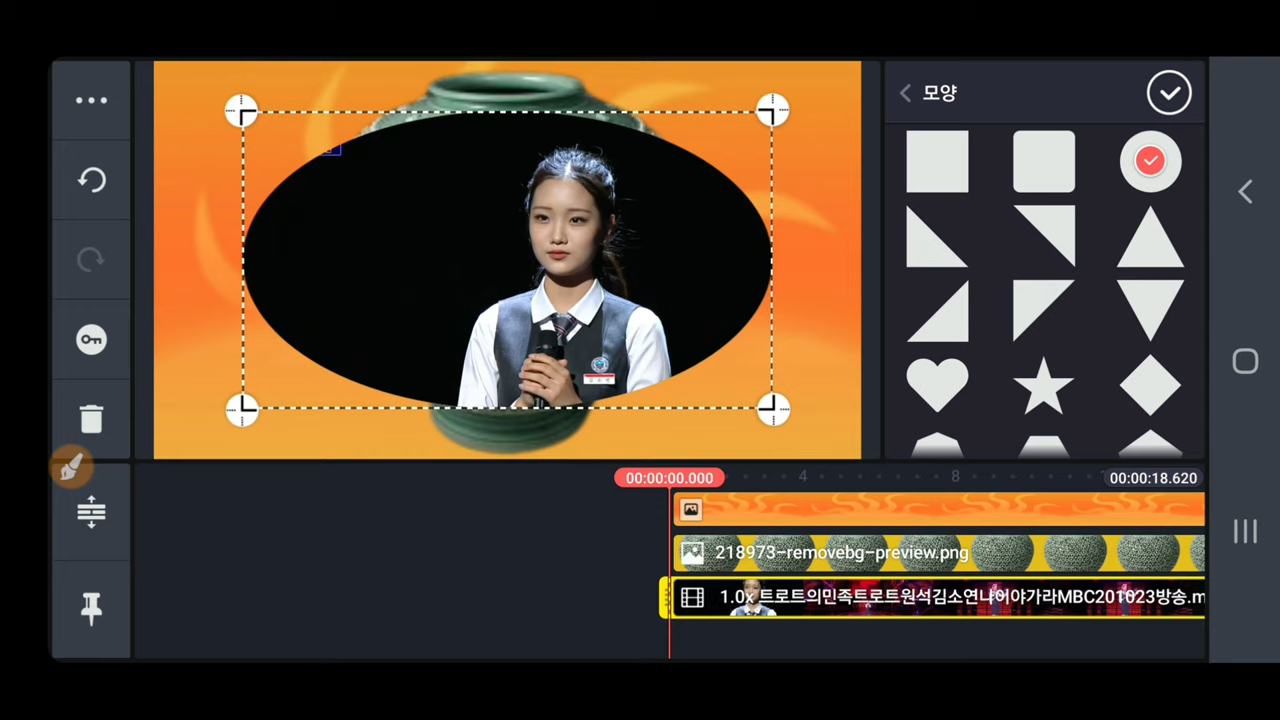 모양
00:00:00.000
4
8
00:00:18.620
218973-removebg-preview.png
1.0x 트로트의민족트로트원석김소연나어야가라MBC201023방송.m